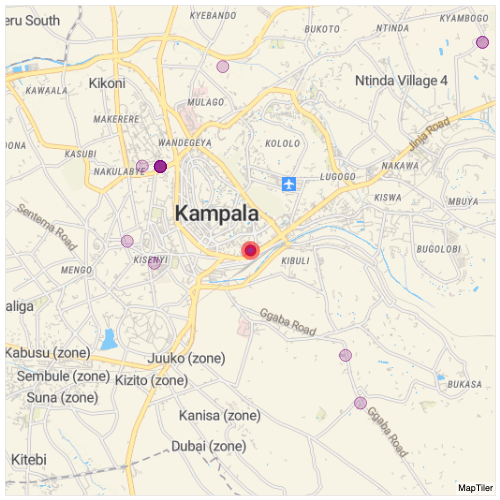 KYEBANDO
KYAMBOGO
eru South
BUKOTO
NTINDA
Kikoni
Ntinda Village 4
KAWAALA
MULAGO
MAKERERE
WANDEGEYA
KOLOLO
Jinja Road
OONA
KASUBI
NAKULABYE
LUGOGO
NAKAWA
KISWA
MBUYA
Sentema Road
Kampala
BUGOLOBI
KISENYI
KIBULI
MENGO
aliga
Ggaba Road
Kabusu (zone)
Juuko (zone)
Sembule (zone)
Kizito (zone)
BUKASA
Suna (zone)
Kanisa (zone)
Ggaba Road
Dubai (zone)
Kitebi
MapTiler